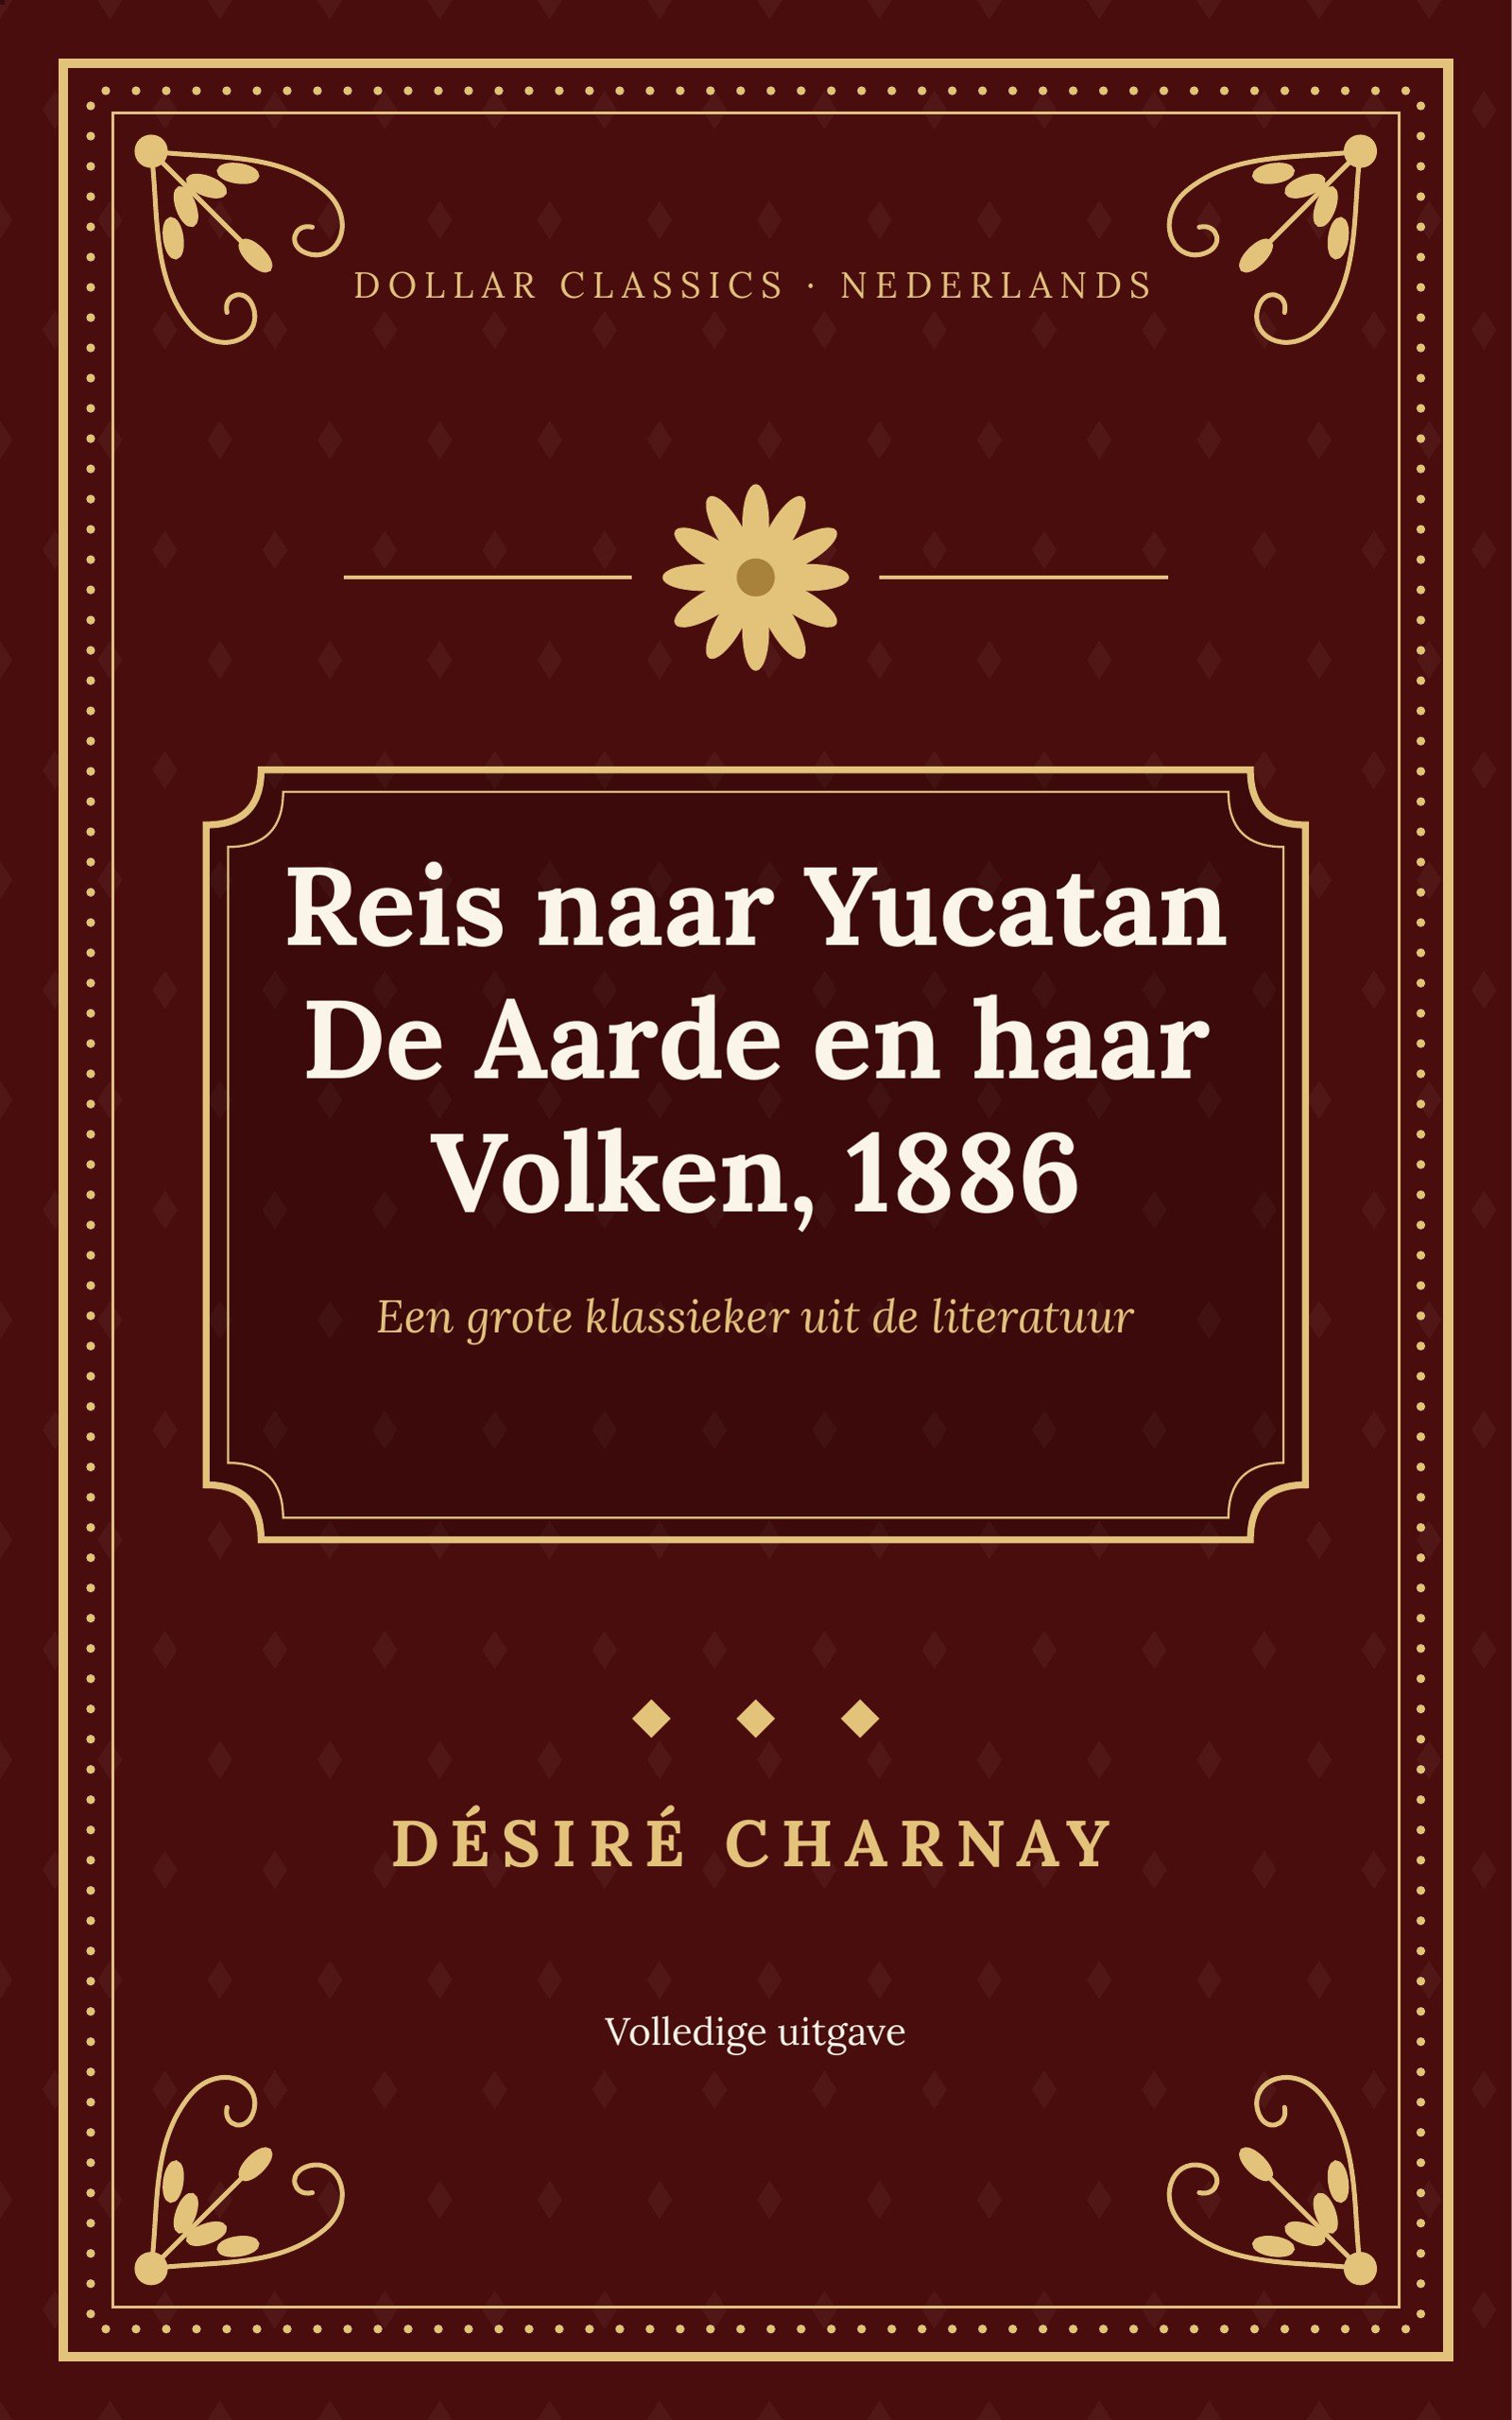 DOLLAR CLASSICS · NEDERLANDS
Reis naar Yucatan
De Aarde en haar
Volken, 1886
Een grote klassieker uit de literatuur
DÉSIRÉ CHARNAY
Volledige uitgave